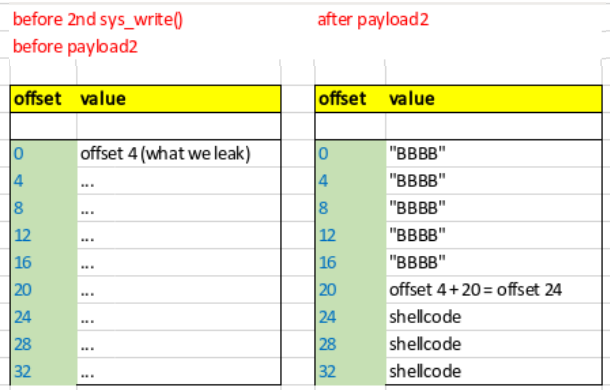 before 2nd sys_write()
before payload2
offset value
0 offset 4 (what we leak)
4 ...
8 ...
12 ...
16 ...
20 ...
24 ...
28 ...
32 ...
after payload2
offset value
0 "BBBB"
4 "BBBB"
8 "BBBB"
12 "BBBB"
16 "BBBB"
20 offset 4 + 20 = offset 24
24 shellcode
28 shellcode
32 shellcode